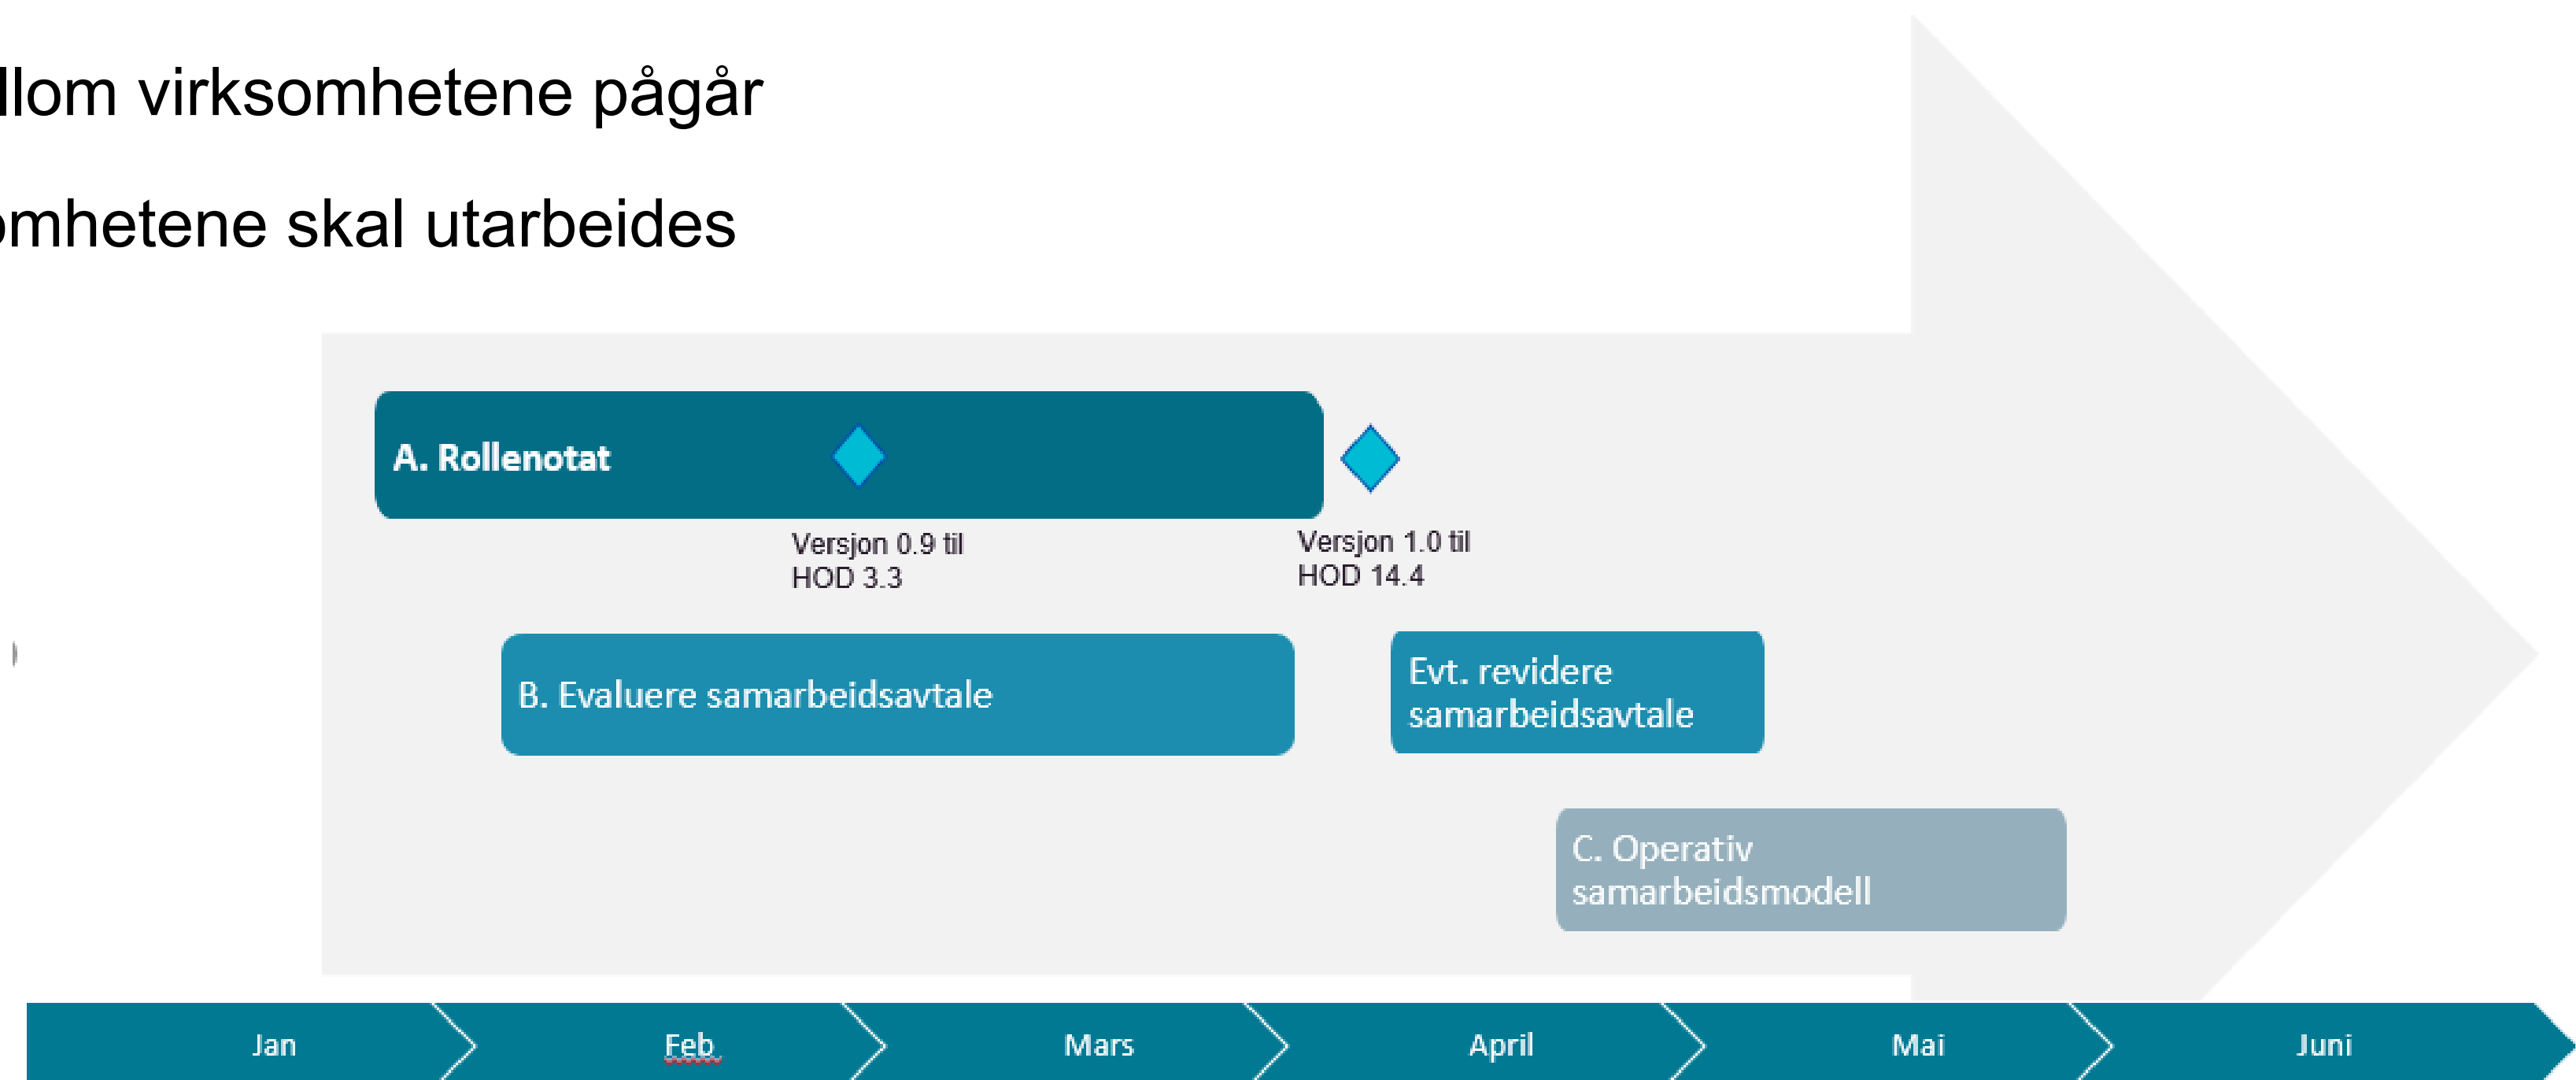 llom virksomhetene pågår
omhetene skal utarbeides
A. Rollenotat
Versjon 0.9 til
HOD 3.3
Versjon 1.0 til
HOD 14.4
B. Evaluere samarbeidsavtale
Evt. revidere
samarbeidsavtale
C. Operativ
samarbeidsmodell
Jan
Feb
Mars
April
Mai
Juni